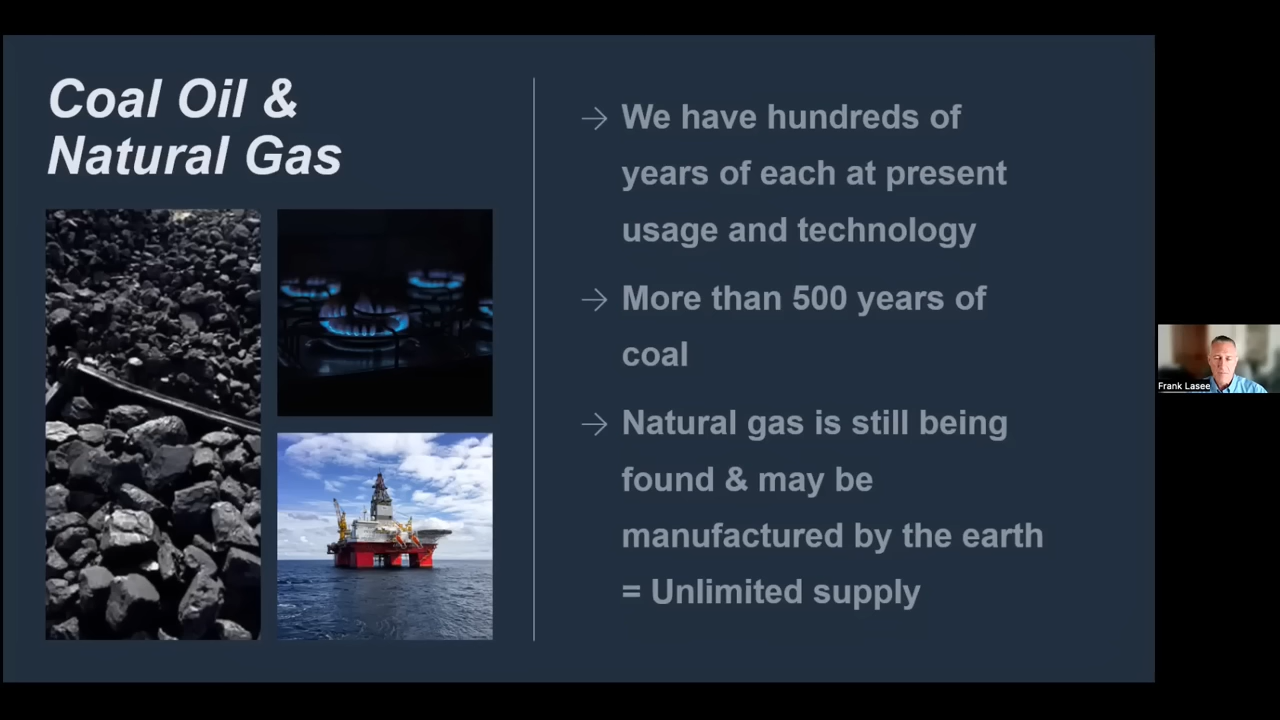 Coal Oil &
Natural Gas
→ We have hundreds of
years of each at present
usage and technology
→ More than 500 years of
coal
→ Natural gas is still being
found & may be
manufactured by the earth
= Unlimited supply
Frank Lasee